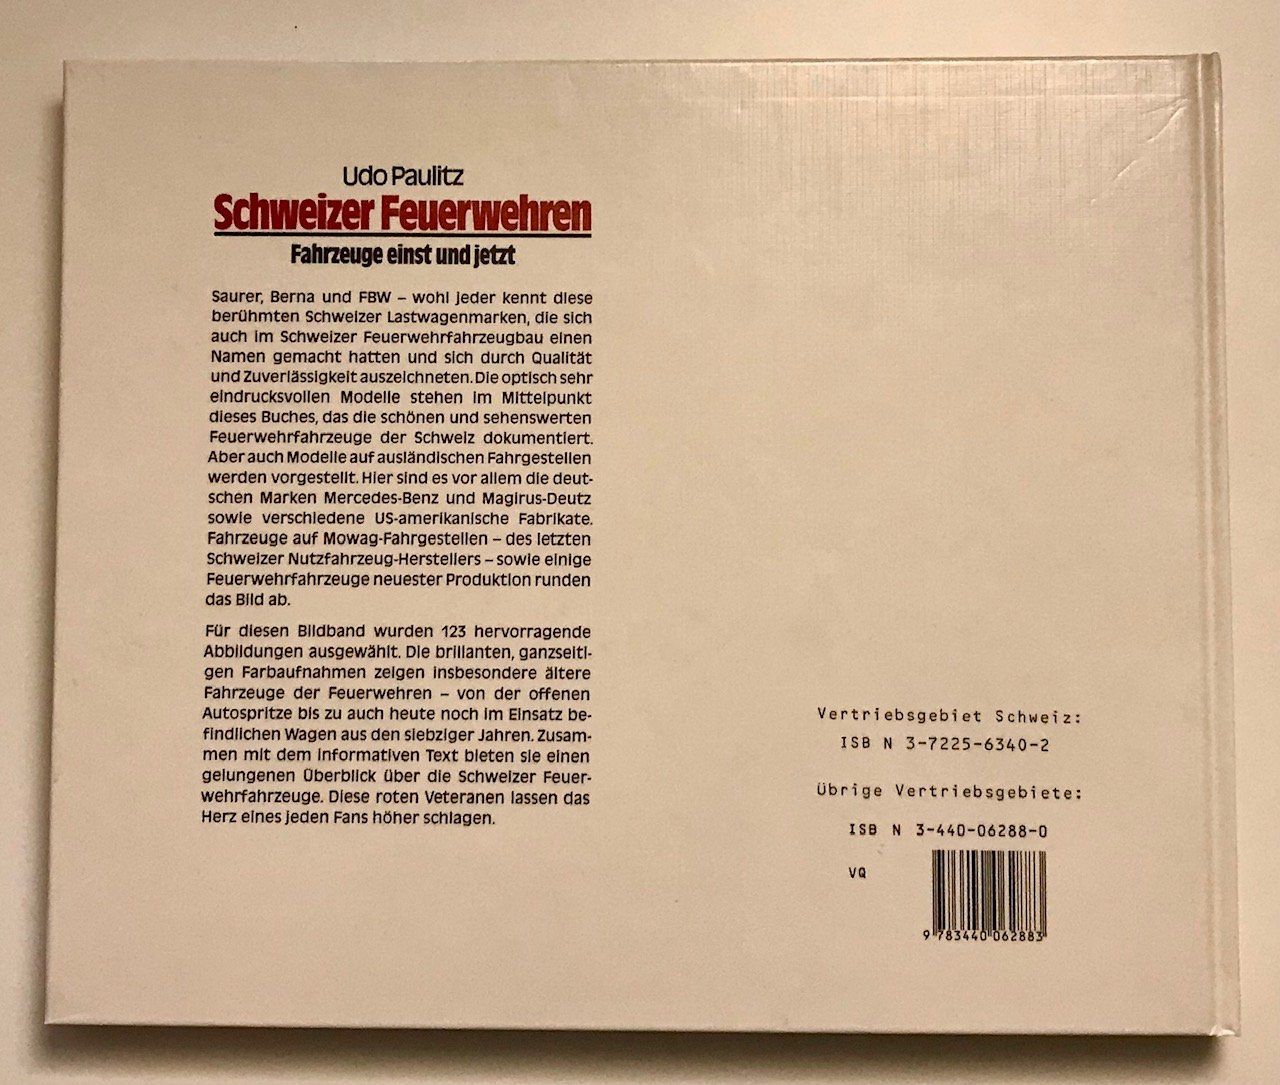 Udo Paulitz
Schweizer Feuerwehren
Fahrzeuge einst und jetzt
Saurer, Berna und FBW – wohl jeder kennt diese
berühmten Schweizer Lastwagenmarken, die sich
auch im Schweizer Feuerwehrfahrzeugbau einen
Namen gemacht hatten und sich durch Qualität
und Zuverlässigkeit auszeichneten. Die optisch sehr
eindrucksvollen Modelle stehen im Mittelpunkt
dieses Buches, das die schönen und sehenswerten
Feuerwehrfahrzeuge der Schweiz dokumentiert.
Aber auch Modelle auf ausländischen Fahrgestellen
werden vorgestellt. Hier sind es vor allem die deut-
schen Marken Mercedes-Benz und Magirus-Deutz
sowie verschiedene US-amerikanische Fabrikate.
Fahrzeuge auf Mowag-Fahrgestellen – des letzten
Schweizer Nutzfahrzeug-Herstellers – sowie einige
Feuerwehrfahrzeuge neuester Produktion runden
das Bild ab.
Für diesen Bildband wurden 123 hervorragende
Abbildungen ausgewählt. Die brillanten, ganzseiti-
gen Farbaufnahmen zeigen insbesondere ältere
Fahrzeuge der Feuerwehren – von der offenen
Autospritze bis zu auch heute noch im Einsatz be-
findlichen Wagen aus den siebziger Jahren. Zusam-
men mit dem informativen Text bieten sie einen
gelungenen Überblick über die Schweizer Feuer-
wehrfahrzeuge. Diese roten Veteranen lassen das
Herz eines jeden Fans höher schlagen.
Vertriebsgebiet Schweiz:
ISB N 3-7225-6340-2
Übrige Vertriebsgebiete:
ISB N 3-440-06288-0
VQ
9 783440 062883